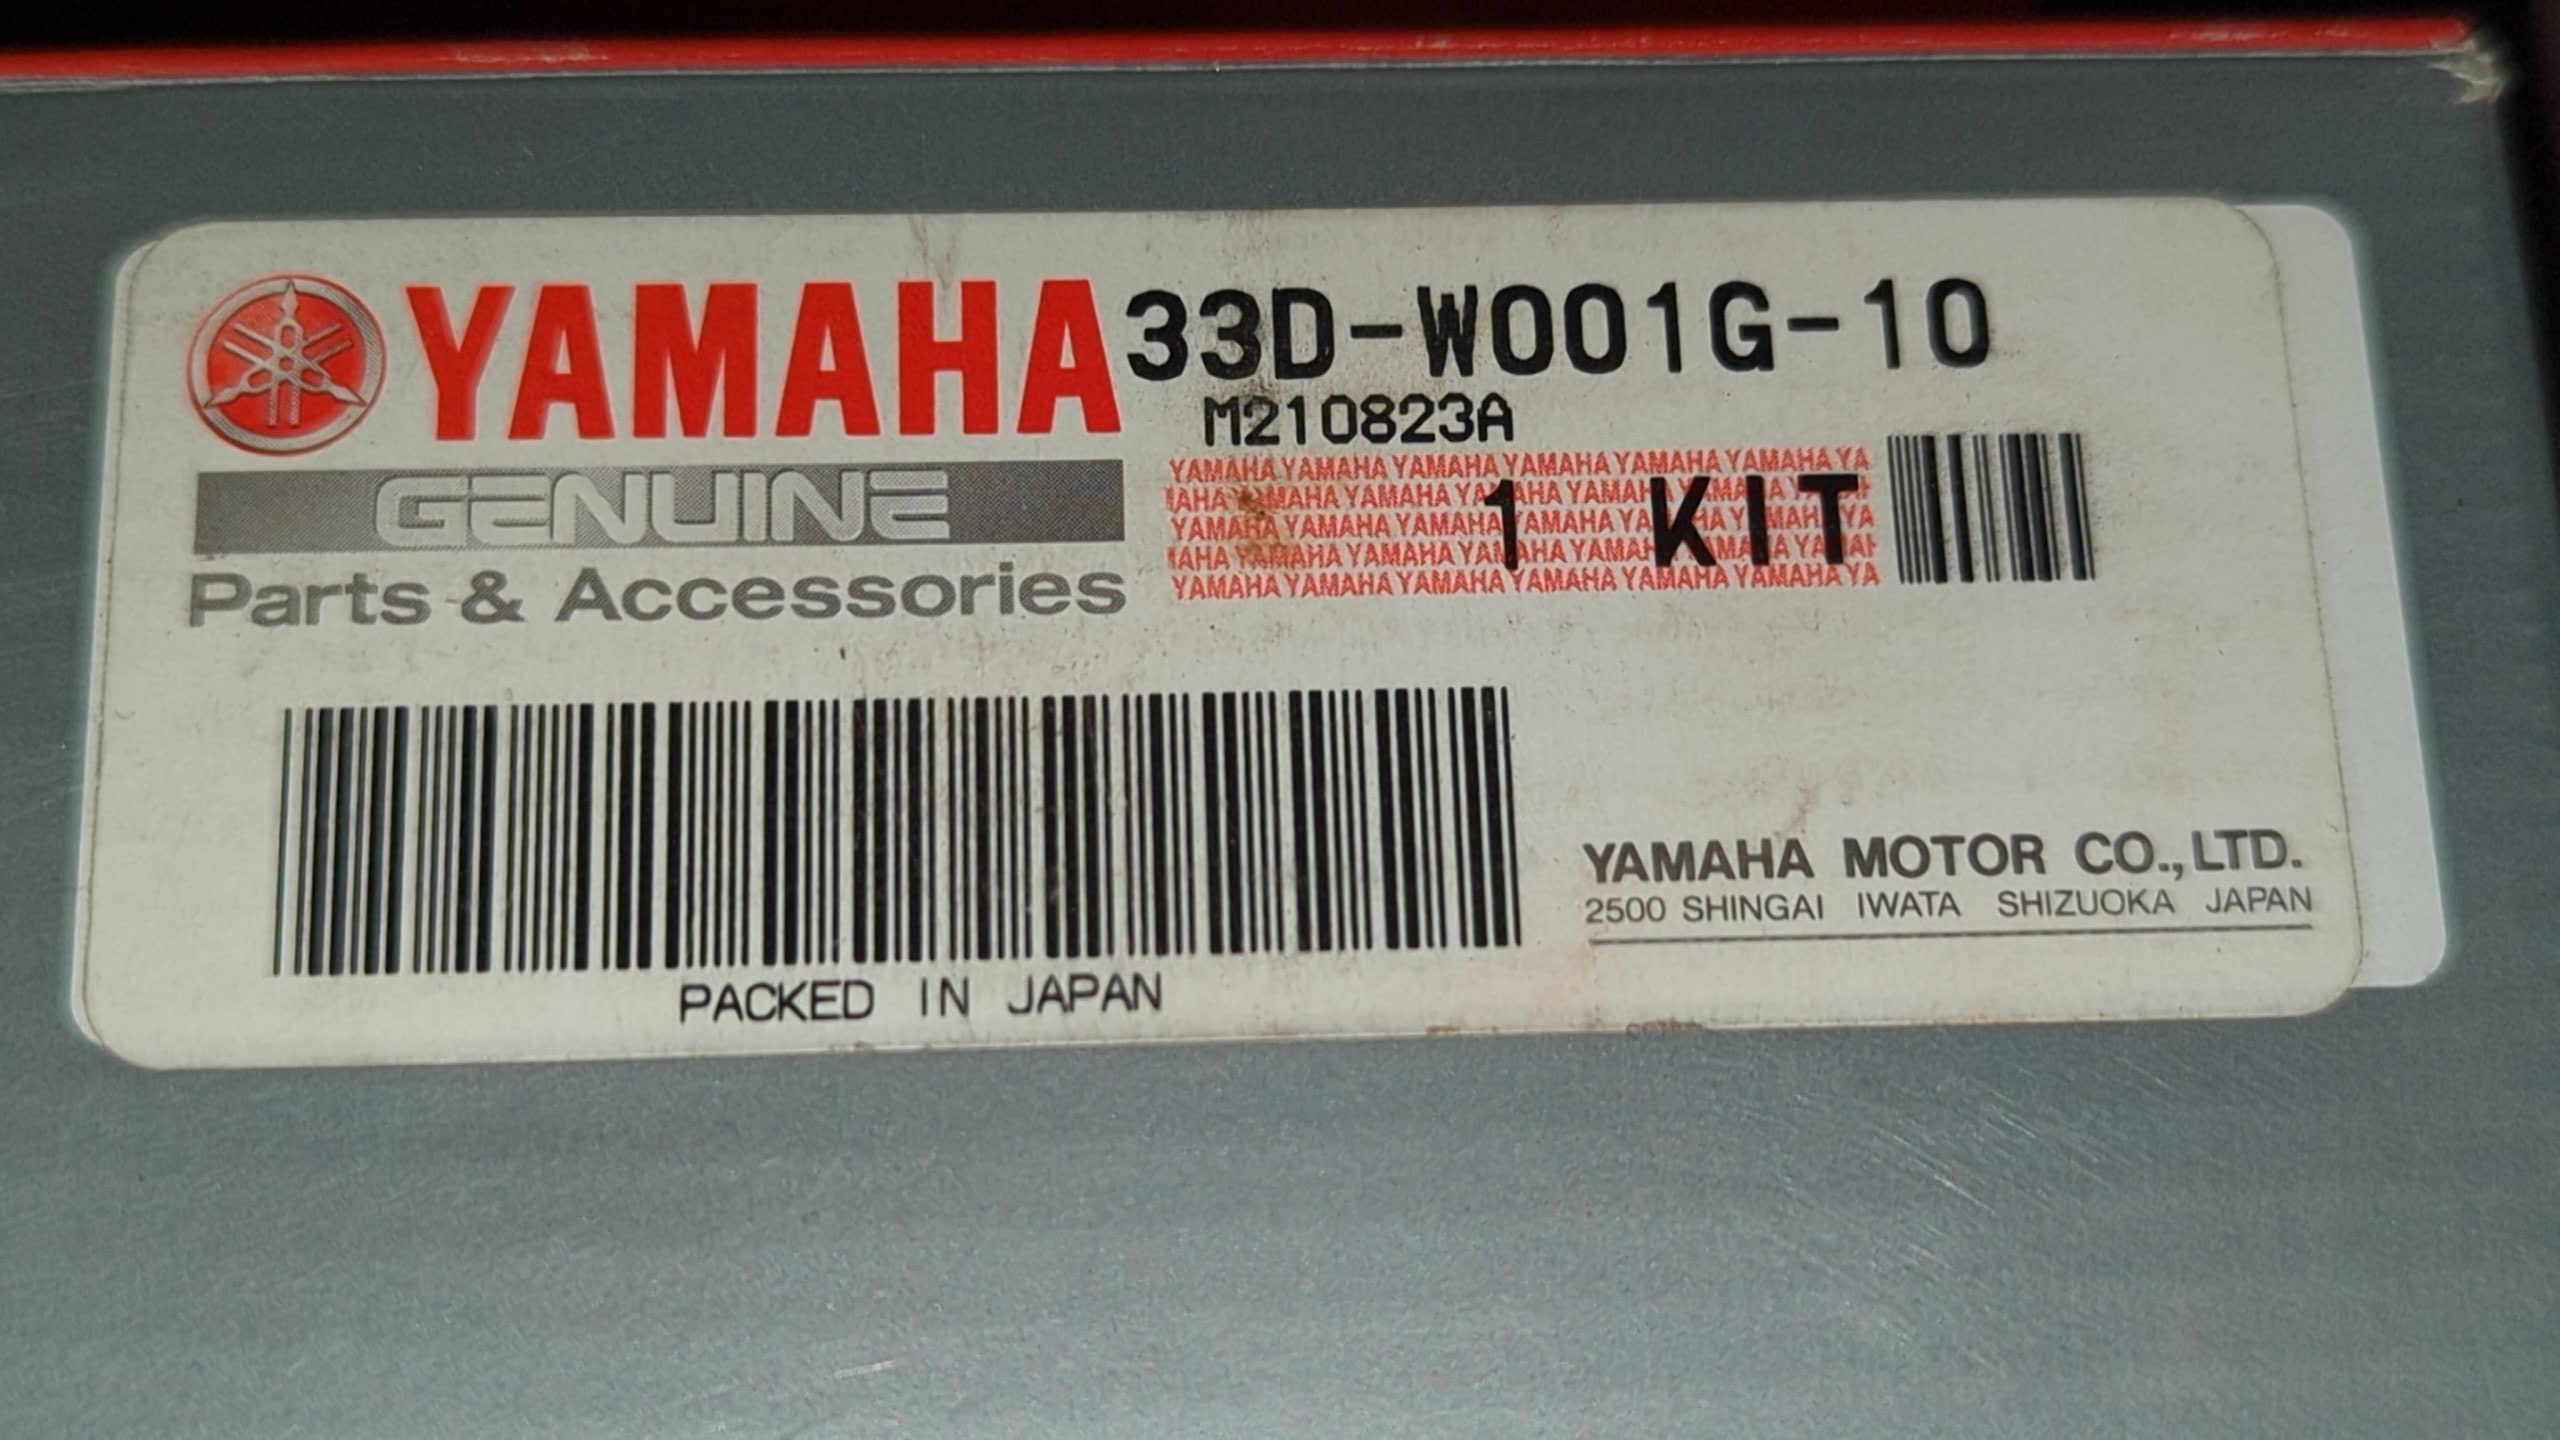 YAMAHA 33D-W001G-10
M210823A
GENUINE
Parts & Accessories
YAMAHA YAMAHA YAMAHA YAMAHA YAMAHA YAMAHA YA
1 KIT
YAMAHA MOTOR CO., LTD.
2500 SHINGAI IWATA SHIZUOKA JAPAN
PACKED IN JAPAN